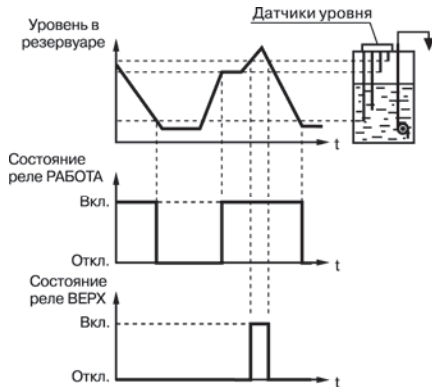 Датчики уровня
Уровень в
резервуаре
t
Состояние
реле РАБОТА
Вкл.
Откл.
t
Состояние
реле ВЕРХ
Вкл.
Откл.
t